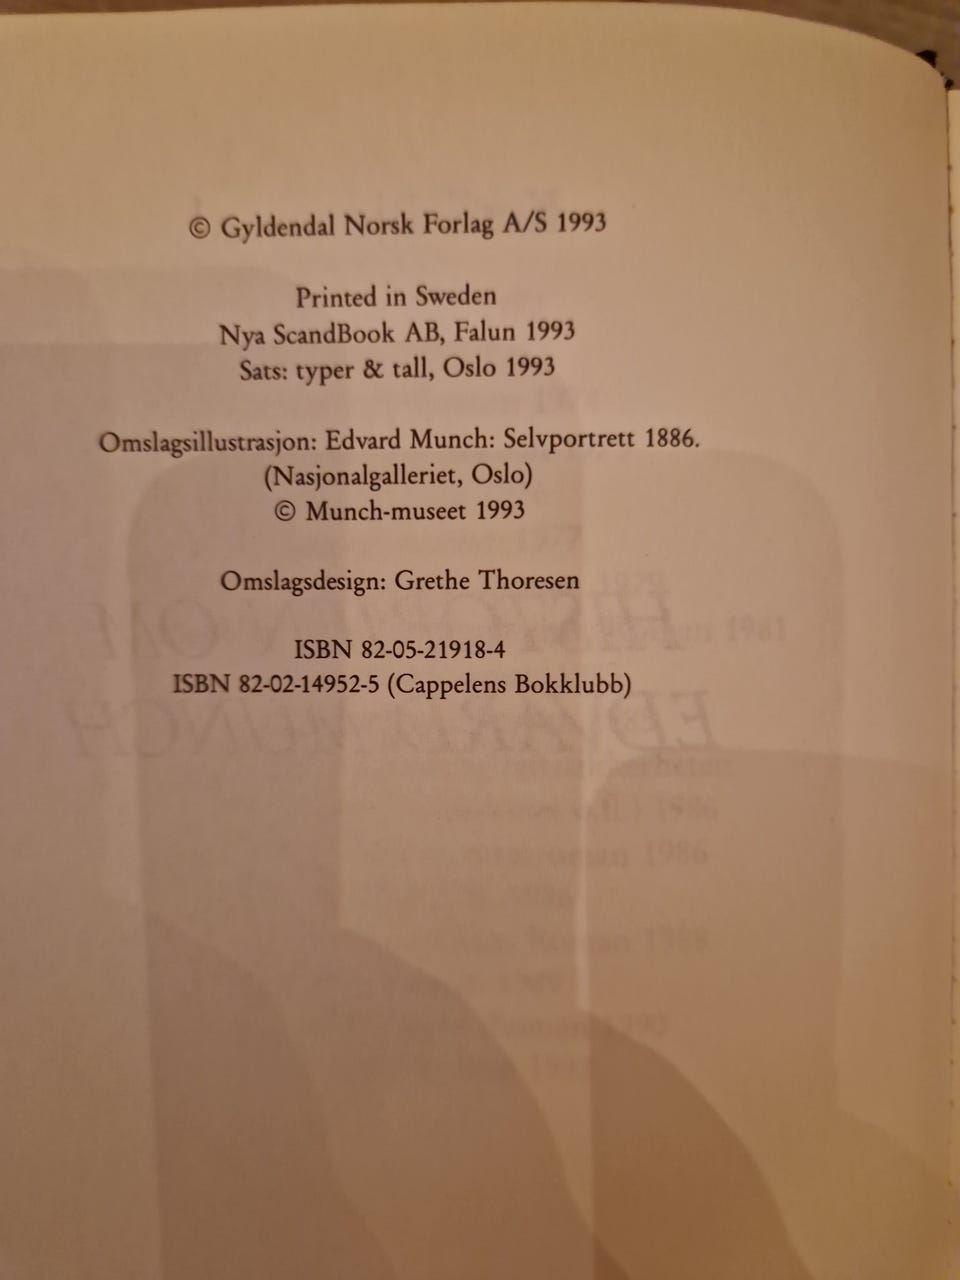 © Gyldendal Norsk Forlag A/S 1993
Printed in Sweden
Nya ScandBook AB, Falun 1993
Sats: typer & tall, Oslo 1993
Omslagsillustrasjon: Edvard Munch: Selvportrett 1886.
(Nasjonalgalleriet, Oslo)
© Munch-museet 1993
Omslagsdesign: Grethe Thoresen
ISBN 82-05-21918-4
ISBN 82-02-14952-5 (Cappelens Bokklubb)